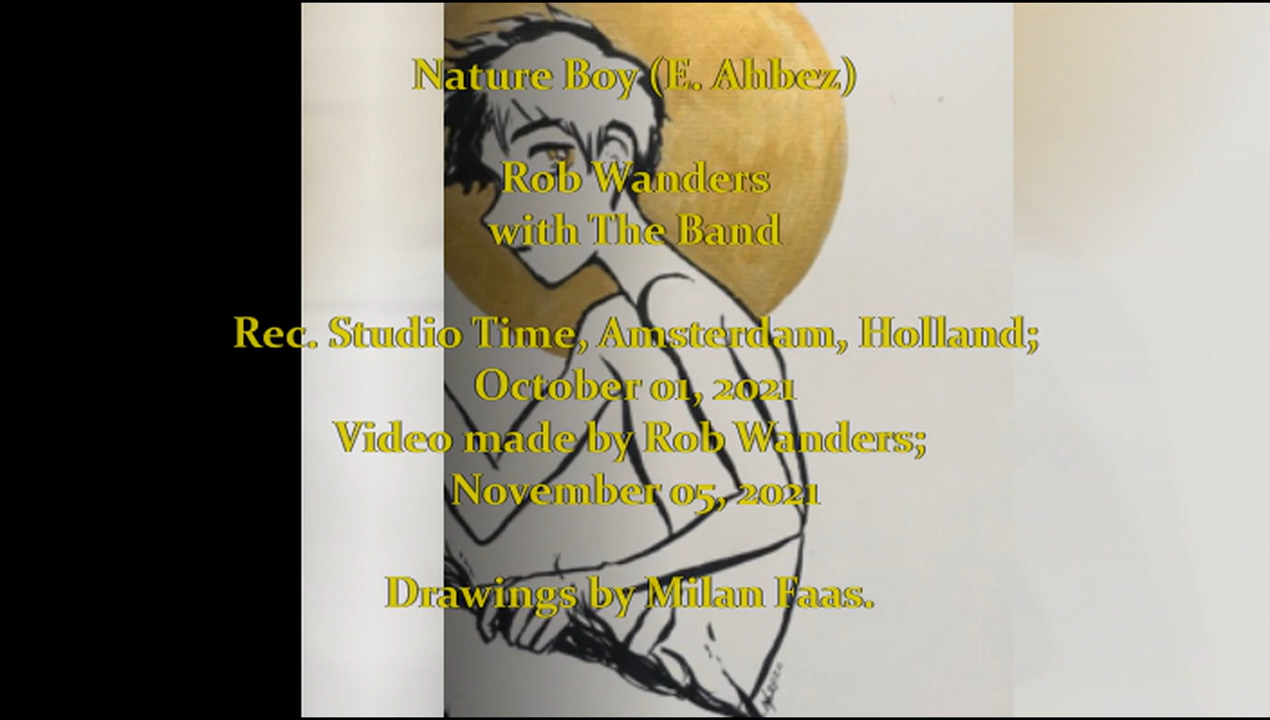 Nature Boy (E. Ahbez)
Rob Wanders
with The Band
Rec. Studio Time, Amsterdam, Holland;
October 01, 2021
Video made by Rob Wanders;
November 05, 2021
Drawings by Milan Faas.